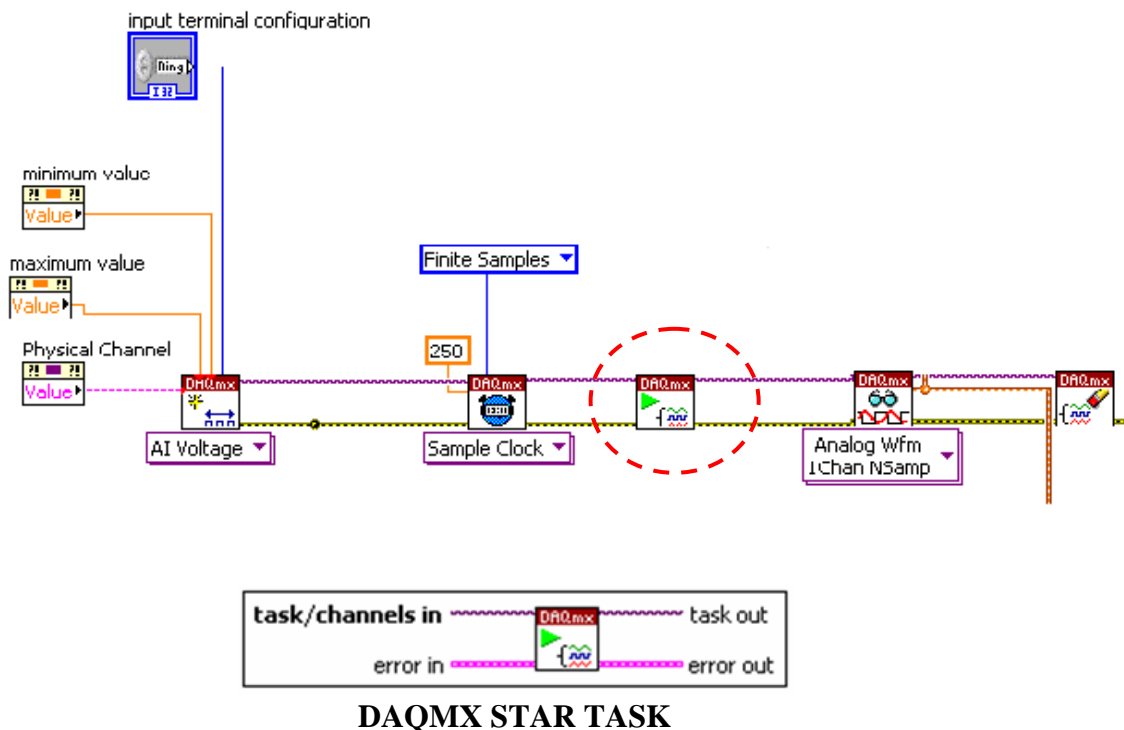 input terminal configuration
Ring
I32
minimum value
?! ?!
Value
maximum value
?! ?!
Value
Physical Channel
?! ?!
Value
Finite Samples
250
DAQmx
DAQmx
DAQmx
DAQmx
DAQmx
AI Voltage
Sample Clock
Analog Wfm
1Chan NSamp
task/channels in
DAQmx
task out
error in
error out
DAQMX STAR TASK